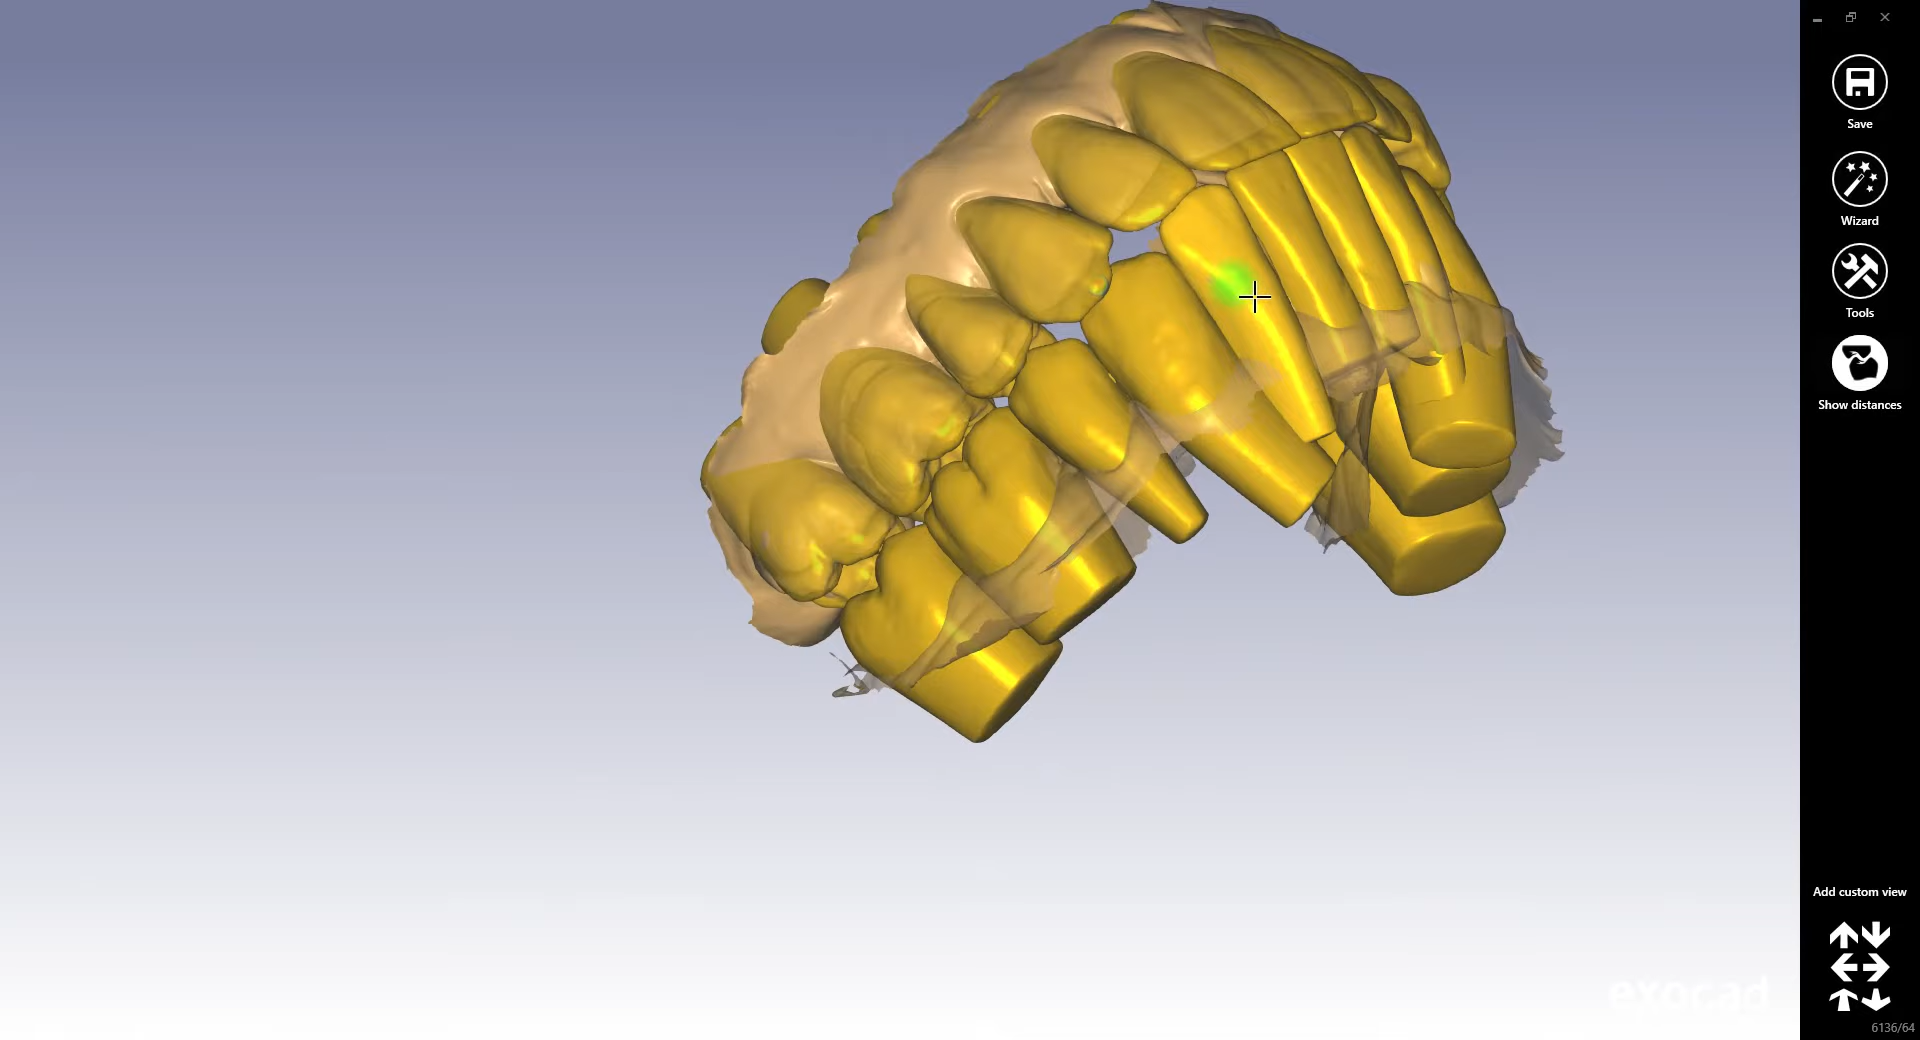 Save
Wizard
Tools
Show distances
Add custom view
exocad
6136/64